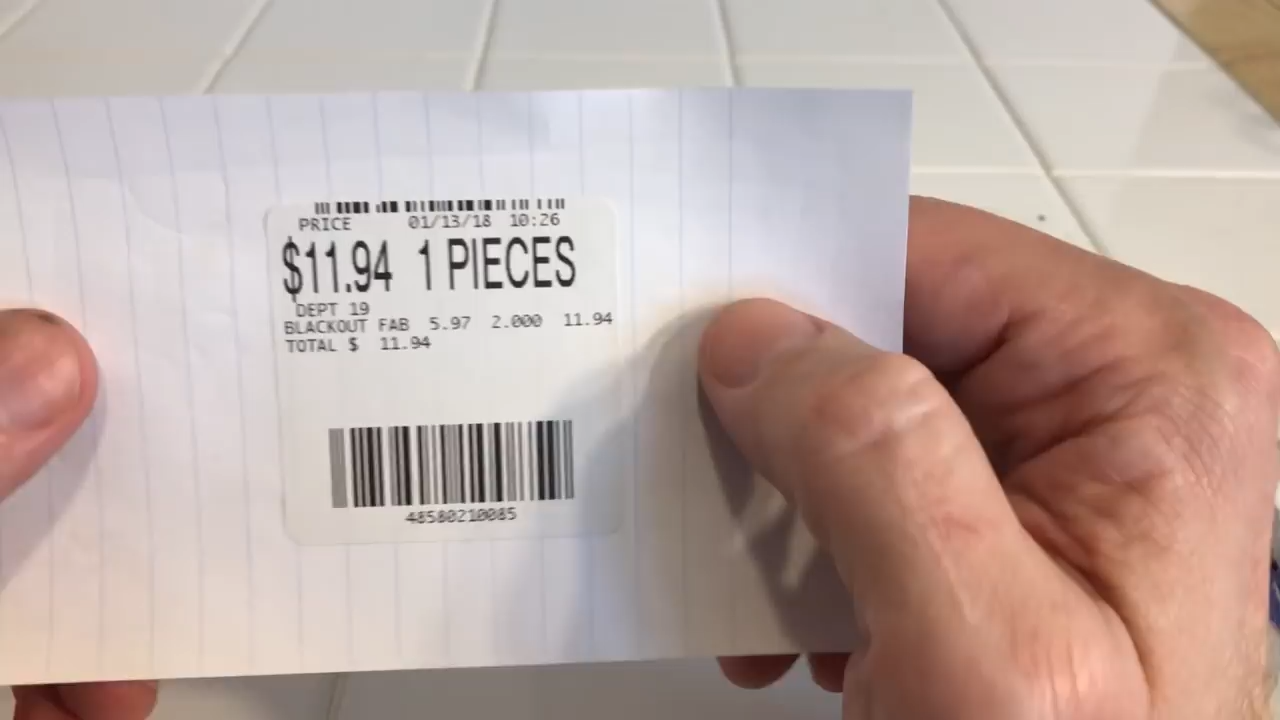 PRICE 01/13/18 10:26
$11.94 1 PIECES
DEPT 19
BLACKOUT FAB 5.97 2.000 11.94
TOTAL $ 11.94
48580210085